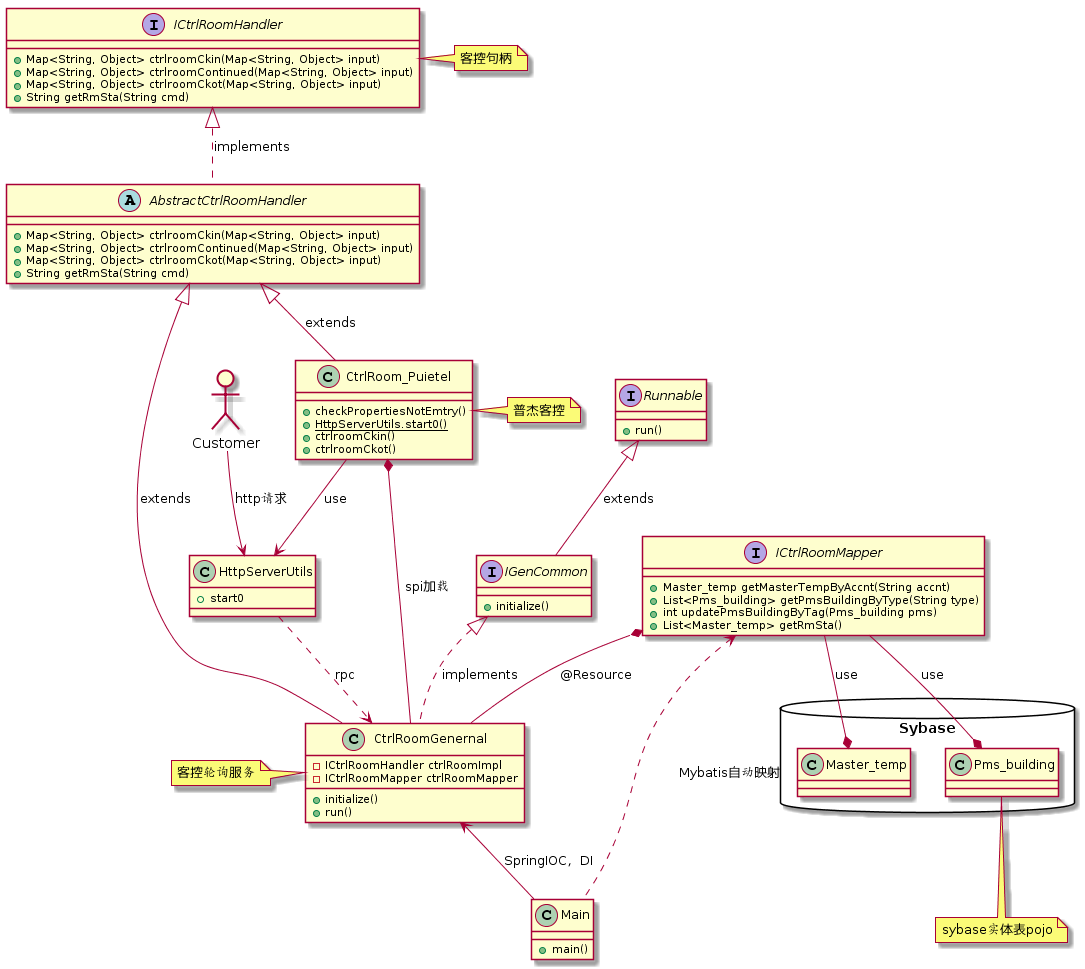 I ICtrlRoomHandler
Map<String, Object> ctrlroomCkin(Map<String, Object> input)
Map<String, Object> ctrlroomContinued(Map<String, Object> input)
Map<String, Object> ctrlroomCkot(Map<String, Object> input)
String getRmSta(String cmd)
客控句柄
implements
A AbstractCtrlRoomHandler
Map<String, Object> ctrlroomCkin(Map<String, Object> input)
Map<String, Object> ctrlroomContinued(Map<String, Object> input)
Map<String, Object> ctrlroomCkot(Map<String, Object> input)
String getRmSta(String cmd)
extends
C CtrlRoom_Puietel
checkPropertiesNotEmtry()
HttpServerUtils.start0()
ctrlroomCkin()
ctrlroomCkot()
普杰客控
I Runnable
run()
Customer
extends
http请求
use
extends
I ICtrlRoomMapper
Master_temp getMasterTempByAccnt(String accnt)
List<Pms_building> getPmsBuildingByType(String type)
int updatePmsBuildingByTag(Pms_building pms)
List<Master_temp> getRmSta()
C HttpServerUtils
start0
spi加载
I IGenCommon
initialize()
rpc
implements
@Resource
use
use
Sybase
C Master_temp
C Pms_building
Mybatis自动映射
C CtrlRoomGenernal
ICtrlRoomHandler ctrlRoomImpl
ICtrlRoomMapper ctrlRoomMapper
initialize()
run()
客控轮询服务
SpringIOC，DI
C Main
main()
sybase实体表pojo